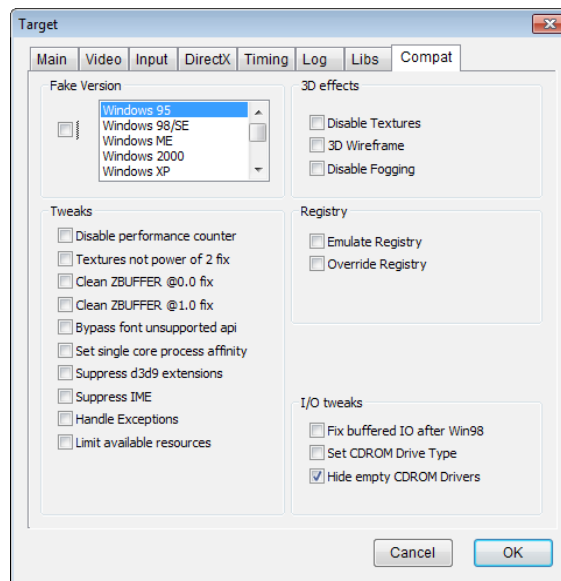 Target
Main Video Input DirectX Timing Log Libs Compat
Fake Version
Windows 95
Windows 98/SE
Windows ME
Windows 2000
Windows XP
3D effects
Disable Textures
3D Wireframe
Disable Fogging
Tweaks
Disable performance counter
Textures not power of 2 fix
Clean ZBUFFER @0.0 fix
Clean ZBUFFER @1.0 fix
Bypass font unsupported api
Set single core process affinity
Suppress d3d9 extensions
Suppress IME
Handle Exceptions
Limit available resources
Registry
Emulate Registry
Override Registry
I/O tweaks
Fix buffered IO after Win98
Set CDROM Drive Type
Hide empty CDROM Drivers
Cancel OK